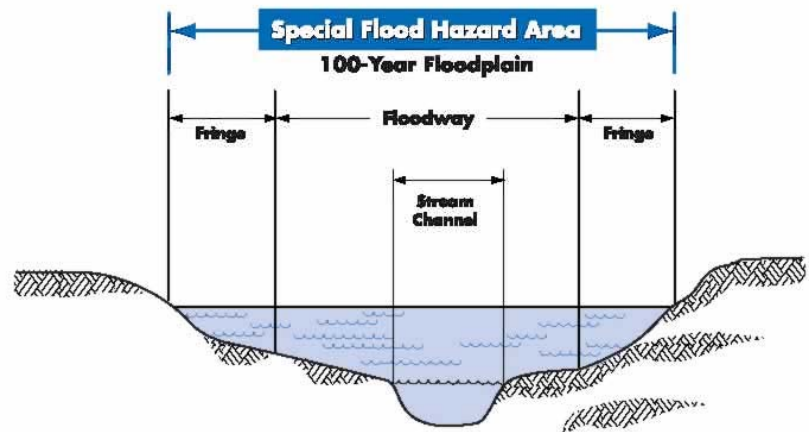 Special Flood Hazard Area
100-Year Floodplain
Fringe
Floodway
Fringe
Stream
Channel